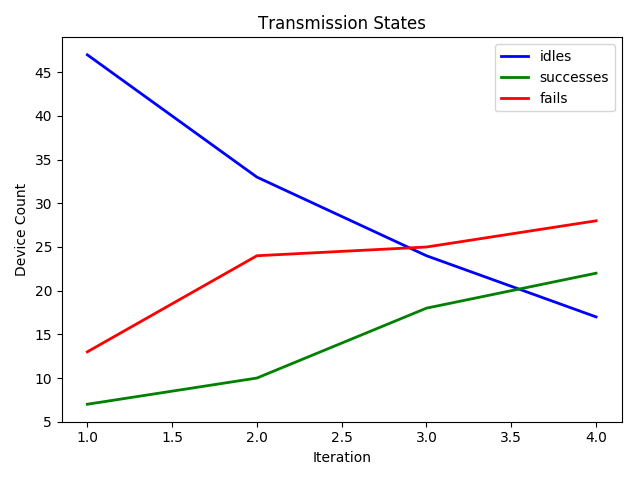 Transmission States
idles
successes
fails
Device Count
45
40
35
30
25
20
15
10
5
1.0 1.5 2.0 2.5 3.0 3.5 4.0
Iteration